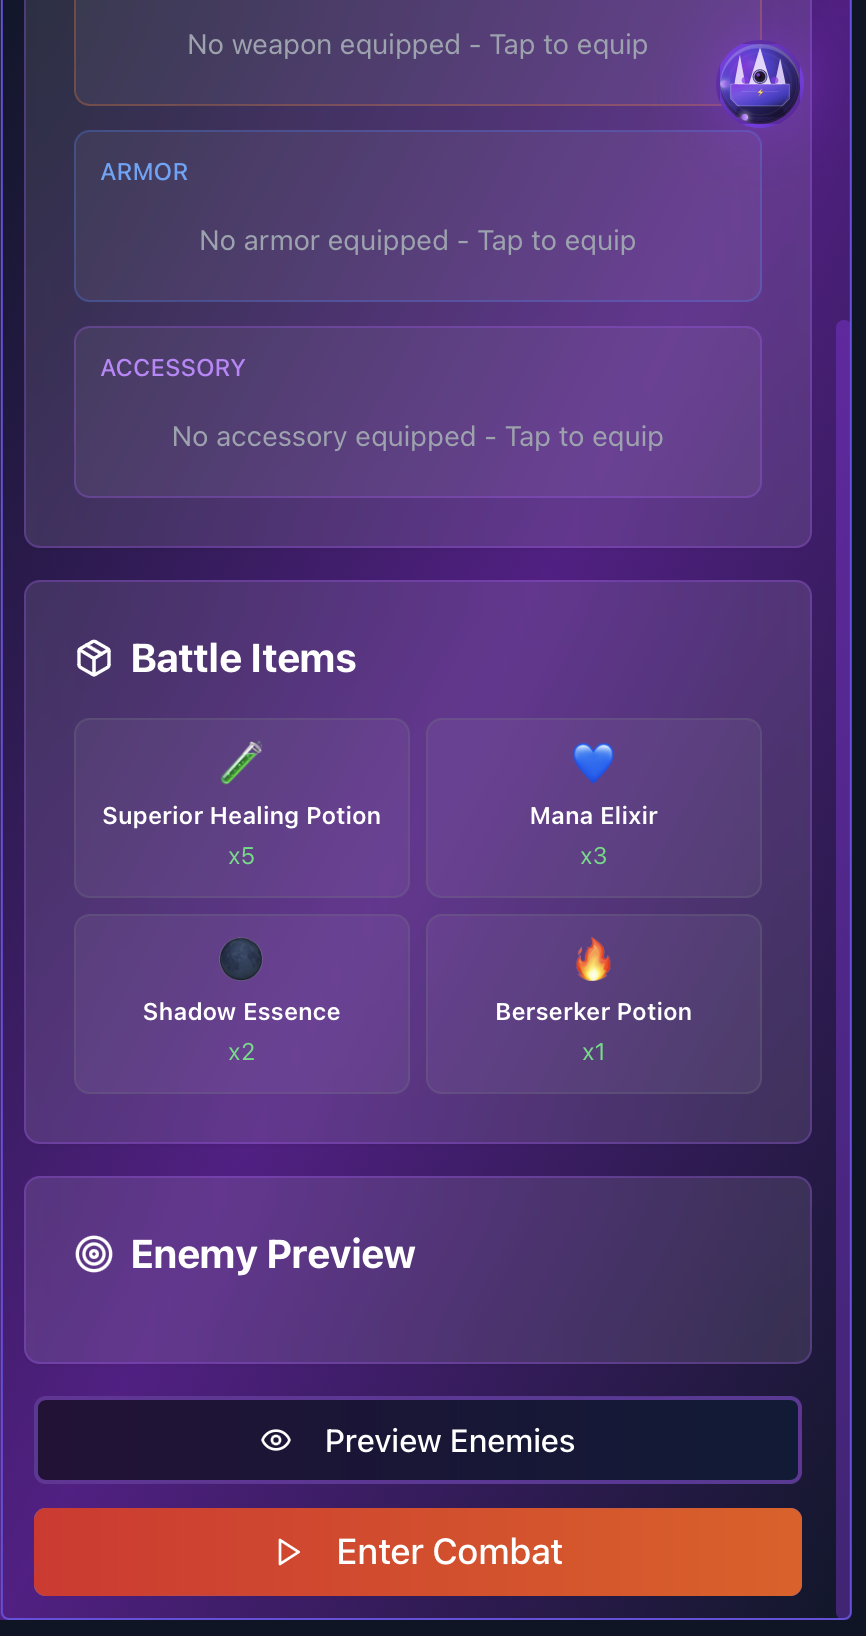 No weapon equipped - Tap to equip
ARMOR
No armor equipped - Tap to equip
ACCESSORY
No accessory equipped - Tap to equip
Battle Items
Superior Healing Potion
x5
Mana Elixir
x3
Shadow Essence
x2
Berserker Potion
x1
Enemy Preview
Preview Enemies
Enter Combat